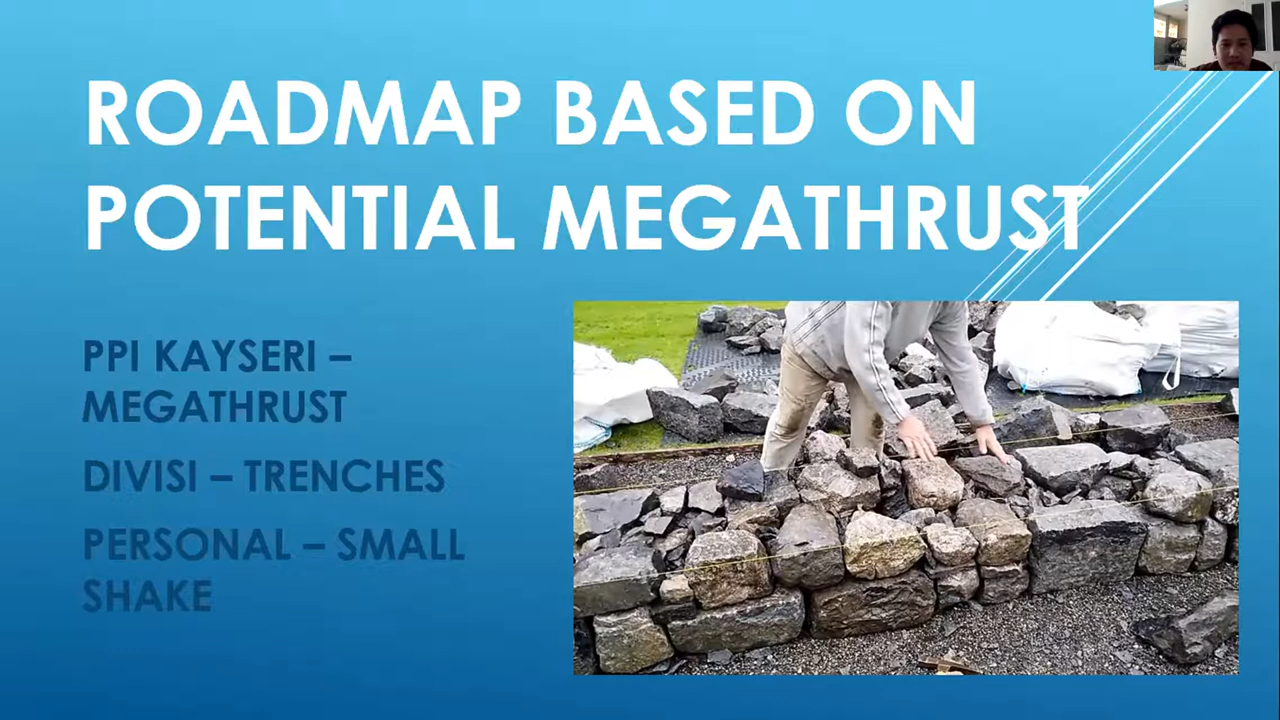 ROADMAP BASED ON
POTENTIAL MEGATHRUST
PPI KAYSERI –
MEGATHRUST
DIVISI – TRENCHES
PERSONAL – SMALL
SHAKE